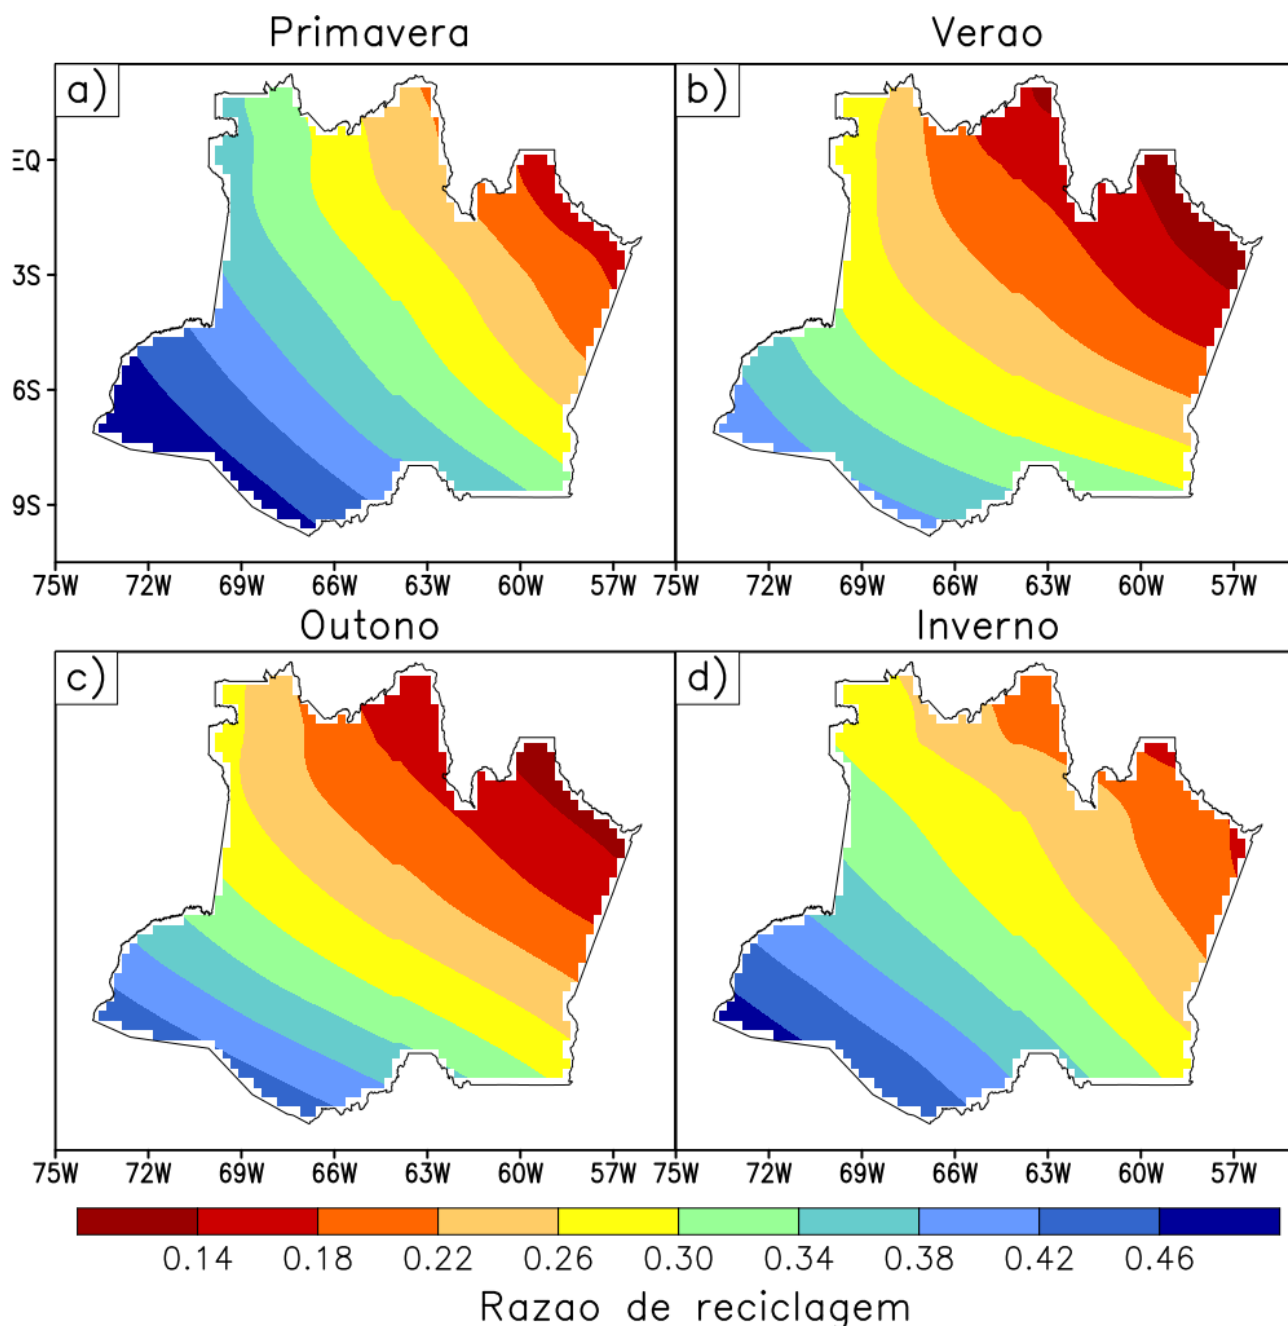 Primavera Verao
a) b)
EQ
3S
6S
9S
75W 72W 69W 66W 63W 60W 57W 75W 72W 69W 66W 63W 60W 57W
Outono Inverno
c) d)
75W 72W 69W 66W 63W 60W 57W 75W 72W 69W 66W 63W 60W 57W
0.14 0.18 0.22 0.26 0.30 0.34 0.38 0.42 0.46
Razao de reciclagem